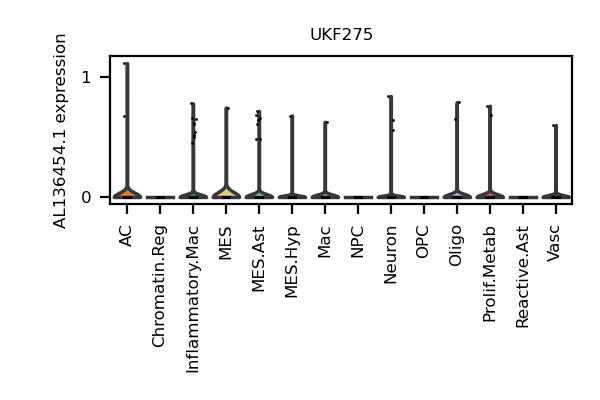 UKF275
AL136454.1 expression
1
0
AC
Chromatin.Reg
Inflammatory.Mac
MES
MES.Ast
MES.Hyp
Mac
NPC
Neuron
OPC
Oligo
Prolif.Metab
Reactive.Ast
Vasc